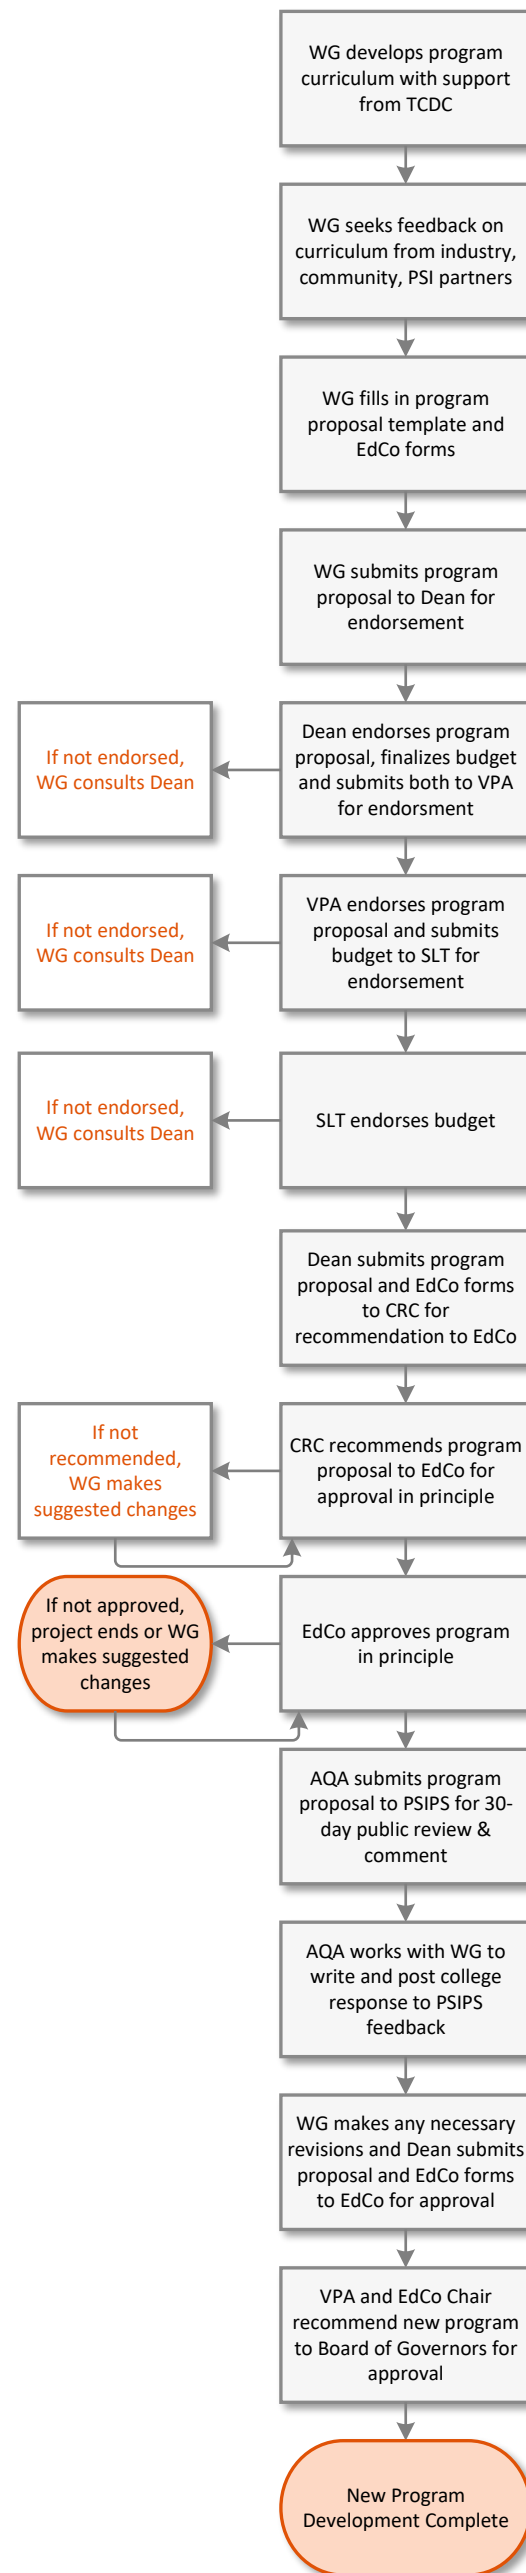 WG develops program
curriculum with support
from TCDC
WG seeks feedback on
curriculum from industry,
community, PSI partners
WG fills in program
proposal template and
EdCo forms
WG submits program
proposal to Dean for
endorsement
If not endorsed,
WG consults Dean
Dean endorses program
proposal, finalizes budget
and submits both to VPA
for endorsment
If not endorsed,
WG consults Dean
VPA endorses program
proposal and submits
budget to SLT for
endorsement
If not endorsed,
WG consults Dean
SLT endorses budget
Dean submits program
proposal and EdCo forms
to CRC for
recommendation to EdCo
If not
recommended,
WG makes
suggested changes
CRC recommends program
proposal to EdCo for
approval in principle
If not approved,
project ends or WG
makes suggested
changes
EdCo approves program
in principle
AQA submits program
proposal to PSIPS for 30-
day public review &
comment
AQA works with WG to
write and post college
response to PSIPS
feedback
WG makes any necessary
revisions and Dean submits
proposal and EdCo forms
to EdCo for approval
VPA and EdCo Chair
recommend new program
to Board of Governors for
approval
New Program
Development Complete